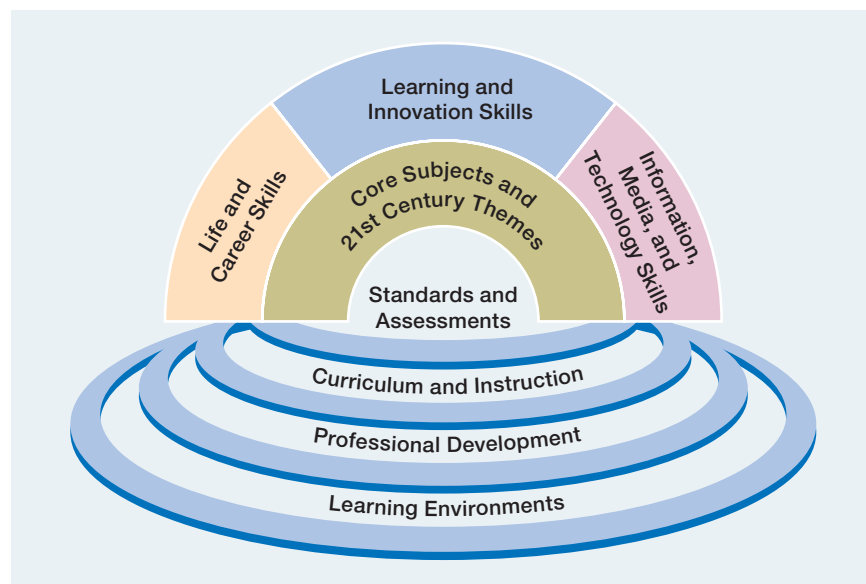 Learning and
Innovation Skills
Life and
Career Skills
Core Subjects and
21st Century Themes
Information,
Media, and
Technology Skills
Standards and
Assessments
Curriculum and Instruction
Professional Development
Learning Environments